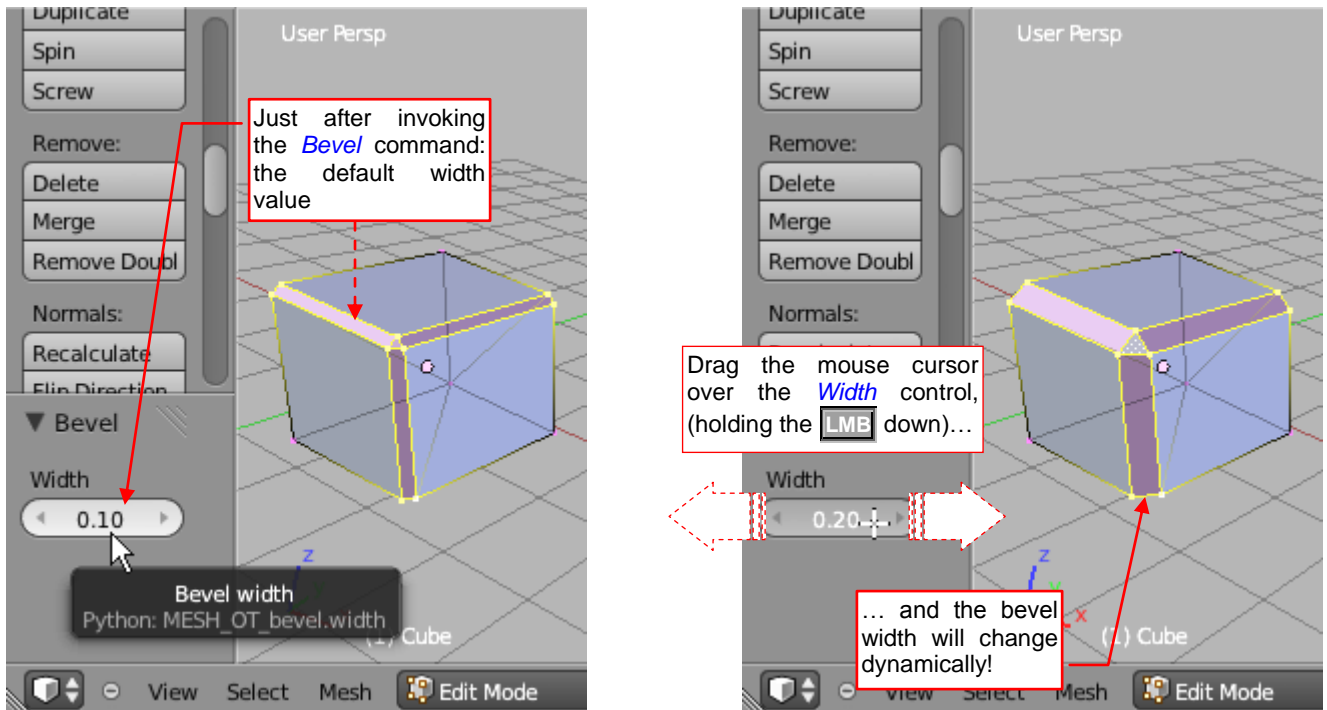 Duplicate
Spin
Screw
Remove:
Delete
Merge
Remove Doubl
Normals:
Recalculate
Flip Direction
Bevel
Width
0.10
Bevel width
Python: MESH_OT_bevel.width
User Persp
Just after invoking
the Bevel command:
the default width
value
z
(1) Cube
View Select Mesh Edit Mode
Duplicate
Spin
Screw
Remove:
Delete
Merge
Remove Doubl
Normals:
User Persp
Drag the mouse cursor
over the Width control,
(holding the LMB down)…
Width
0.20
z
y
x
… and the bevel
width will change
dynamically!
(1) Cube
View Select Mesh Edit Mode